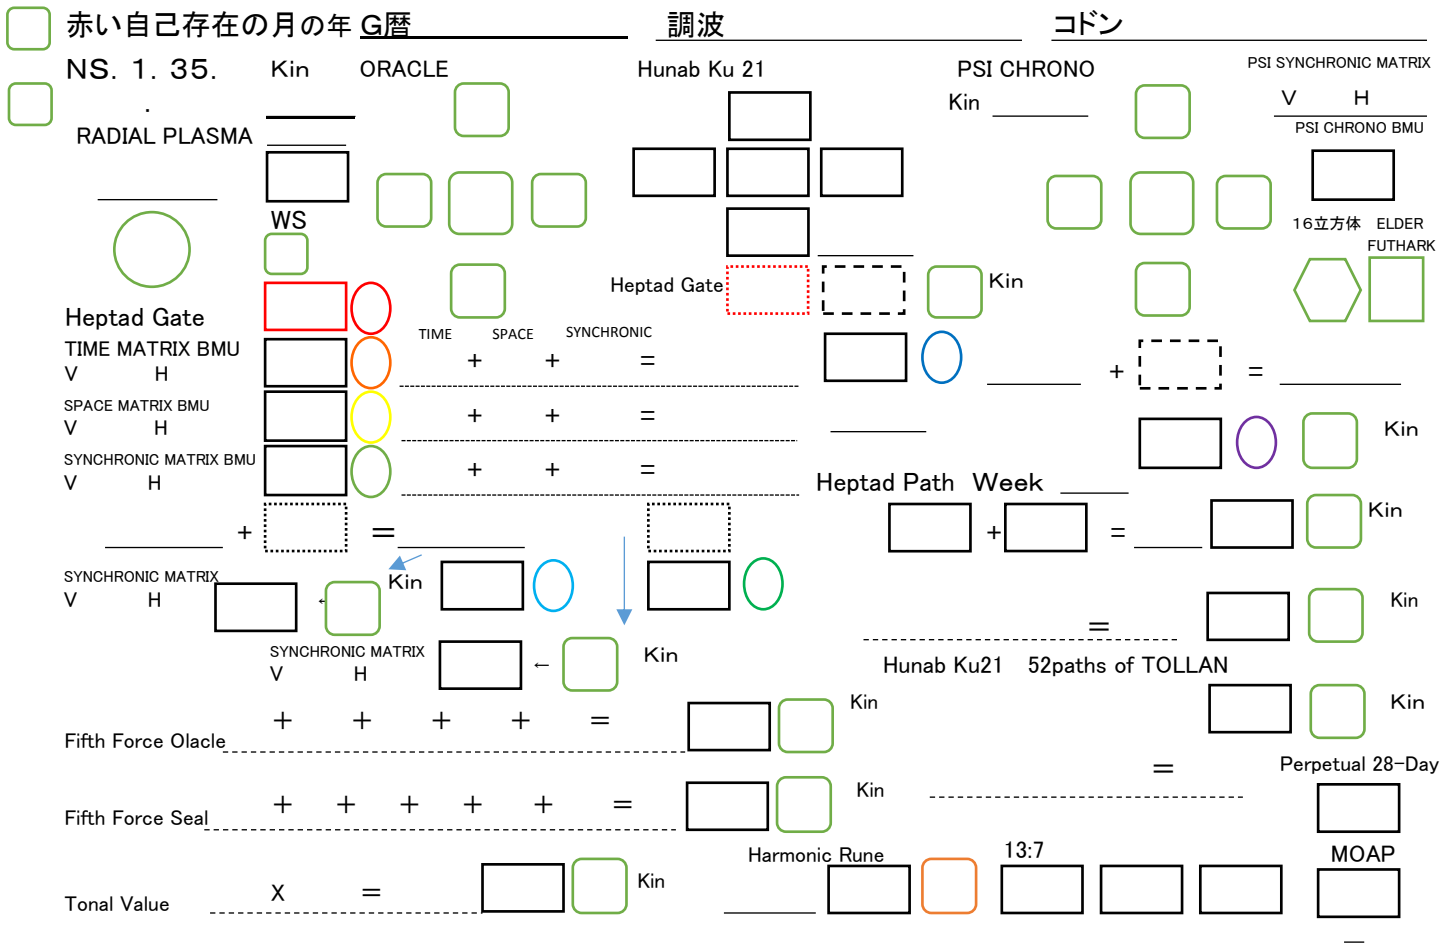 赤い自己存在の月の年 G暦 調波 コドン
NS. 1. 35. Kin ORACLE Hunab Ku 21 PSI CHRONO PSI SYNCHRONIC MATRIX
. Kin V H
RADIAL PLASMA PSI CHRONO BMU
WS 16立方体 ELDER
FUTHARK
Heptad Gate Kin
Heptad Gate
TIME SPACE SYNCHRONIC
TIME MATRIX BMU
V H + + = + =
SPACE MATRIX BMU
V H + + = Kin
SYNCHRONIC MATRIX BMU
V H + + = Heptad Path Week
+ = + = Kin
SYNCHRONIC MATRIX Kin
V H ← Kin
=
SYNCHRONIC MATRIX ← Kin
V H
Hunab Ku21 52paths of TOLLAN
+ + + + = Kin Kin
Fifth Force Olacle
= Perpetual 28-Day
+ + + + + = Kin
Fifth Force Seal
Harmonic Rune 13:7 MOAP
X = Kin
Tonal Value
=